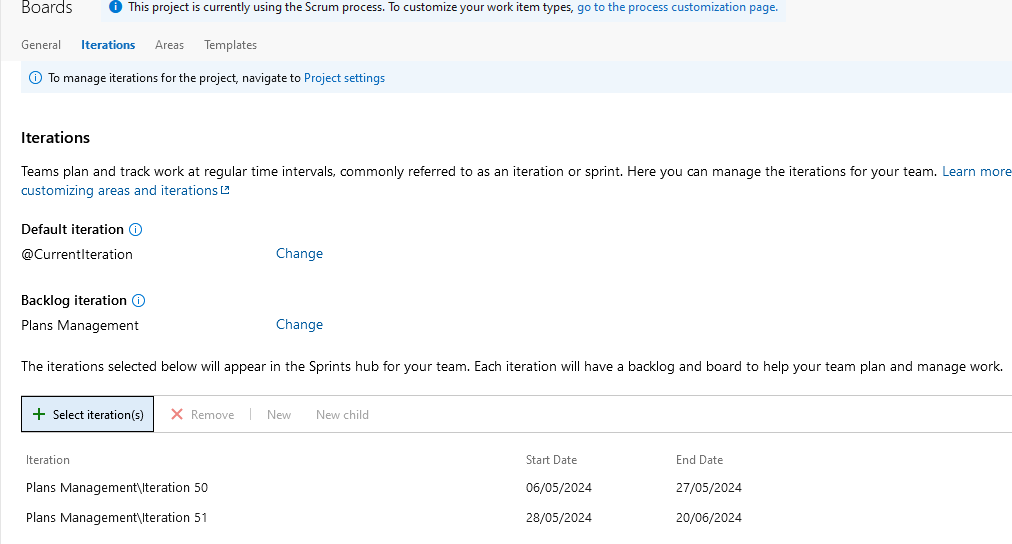 Boards
This project is currently using the Scrum process. To customize your work item types, go to the process customization page.
General Iterations Areas Templates
To manage iterations for the project, navigate to Project settings
Iterations
Teams plan and track work at regular time intervals, commonly referred to as an iteration or sprint. Here you can manage the iterations for your team. Learn more
customizing areas and iterations
Default iteration
@CurrentIteration Change
Backlog iteration
Plans Management Change
The iterations selected below will appear in the Sprints hub for your team. Each iteration will have a backlog and board to help your team plan and manage work.
Select iteration(s) Remove New New child
Iteration Start Date End Date
Plans Management\Iteration 50 06/05/2024 27/05/2024
Plans Management\Iteration 51 28/05/2024 20/06/2024